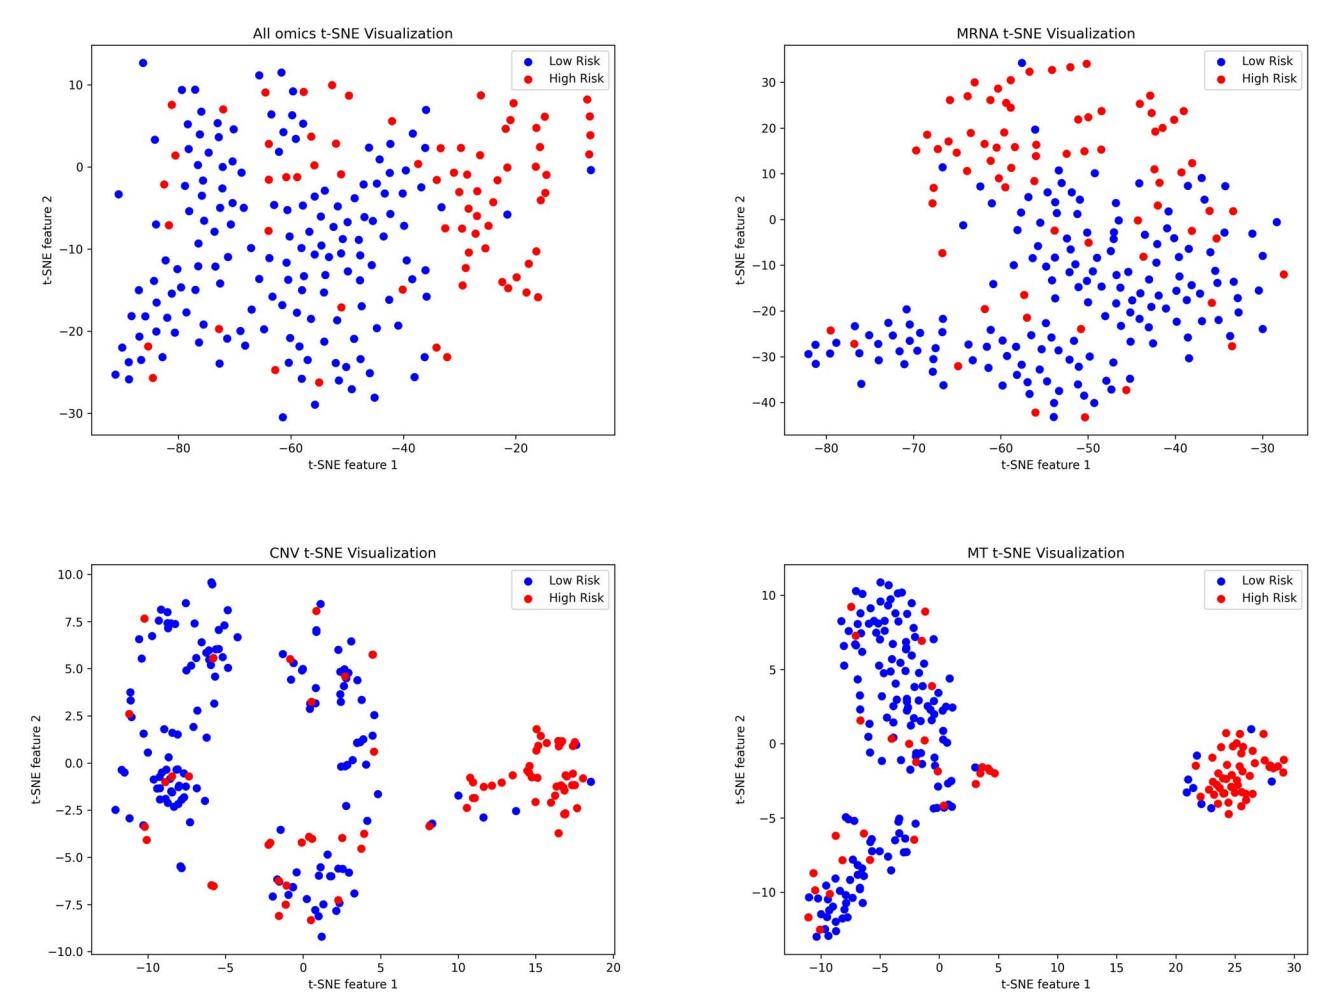 All omics t-SNE Visualization
Low Risk
High Risk
10
0
−10
−20
−30
t-SNE feature 2
−80 −60 −40 −20
t-SNE feature 1
MRNA t-SNE Visualization
Low Risk
High Risk
30
20
10
0
−10
−20
−30
−40
t-SNE feature 2
−80 −70 −60 −50 −40 −30
t-SNE feature 1
CNV t-SNE Visualization
Low Risk
High Risk
10.0
7.5
5.0
2.5
0.0
−2.5
−5.0
−7.5
−10.0
t-SNE feature 2
−10 −5 0 5 10 15 20
t-SNE feature 1
MT t-SNE Visualization
Low Risk
High Risk
10
5
0
−5
−10
t-SNE feature 2
−10 −5 0 5 10 15 20 25 30
t-SNE feature 1